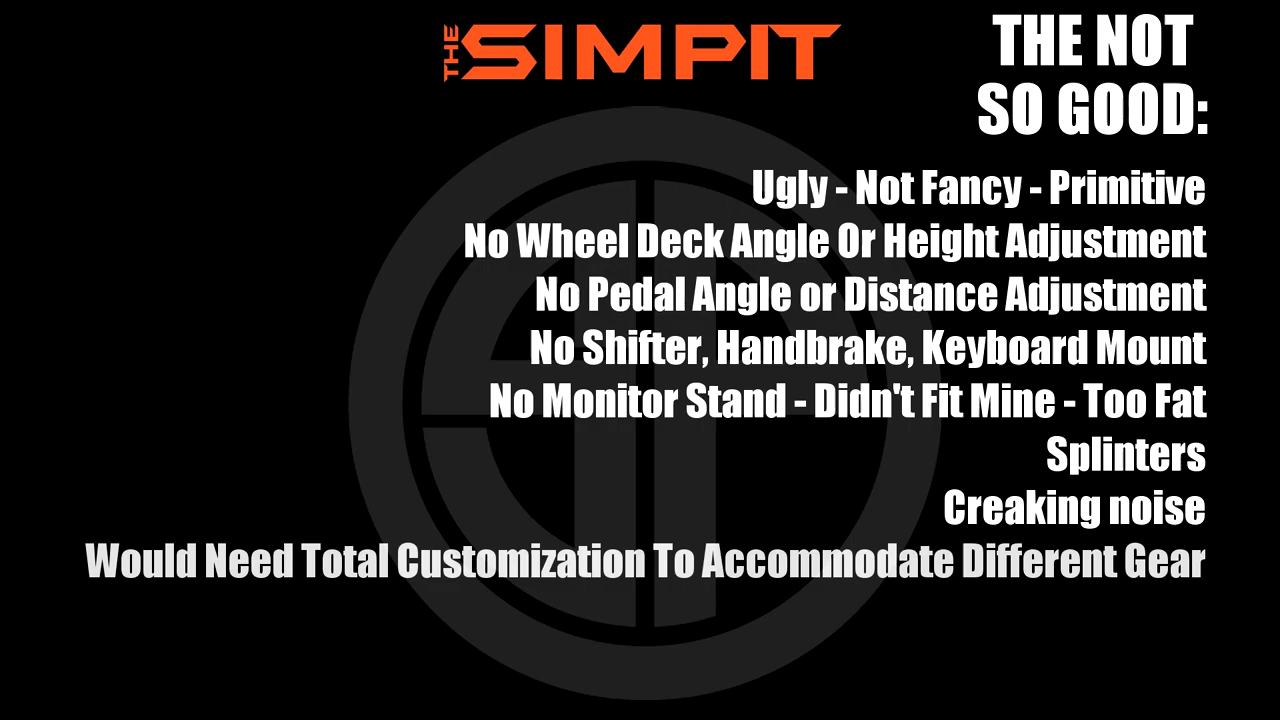 THE SIMPIT
THE NOT
SO GOOD:
Ugly - Not Fancy - Primitive
No Wheel Deck Angle Or Height Adjustment
No Pedal Angle or Distance Adjustment
No Shifter, Handbrake, Keyboard Mount
No Monitor Stand - Didn't Fit Mine - Too Fat
Splinters
Creaking noise
Would Need Total Customization To Accommodate Different Gear